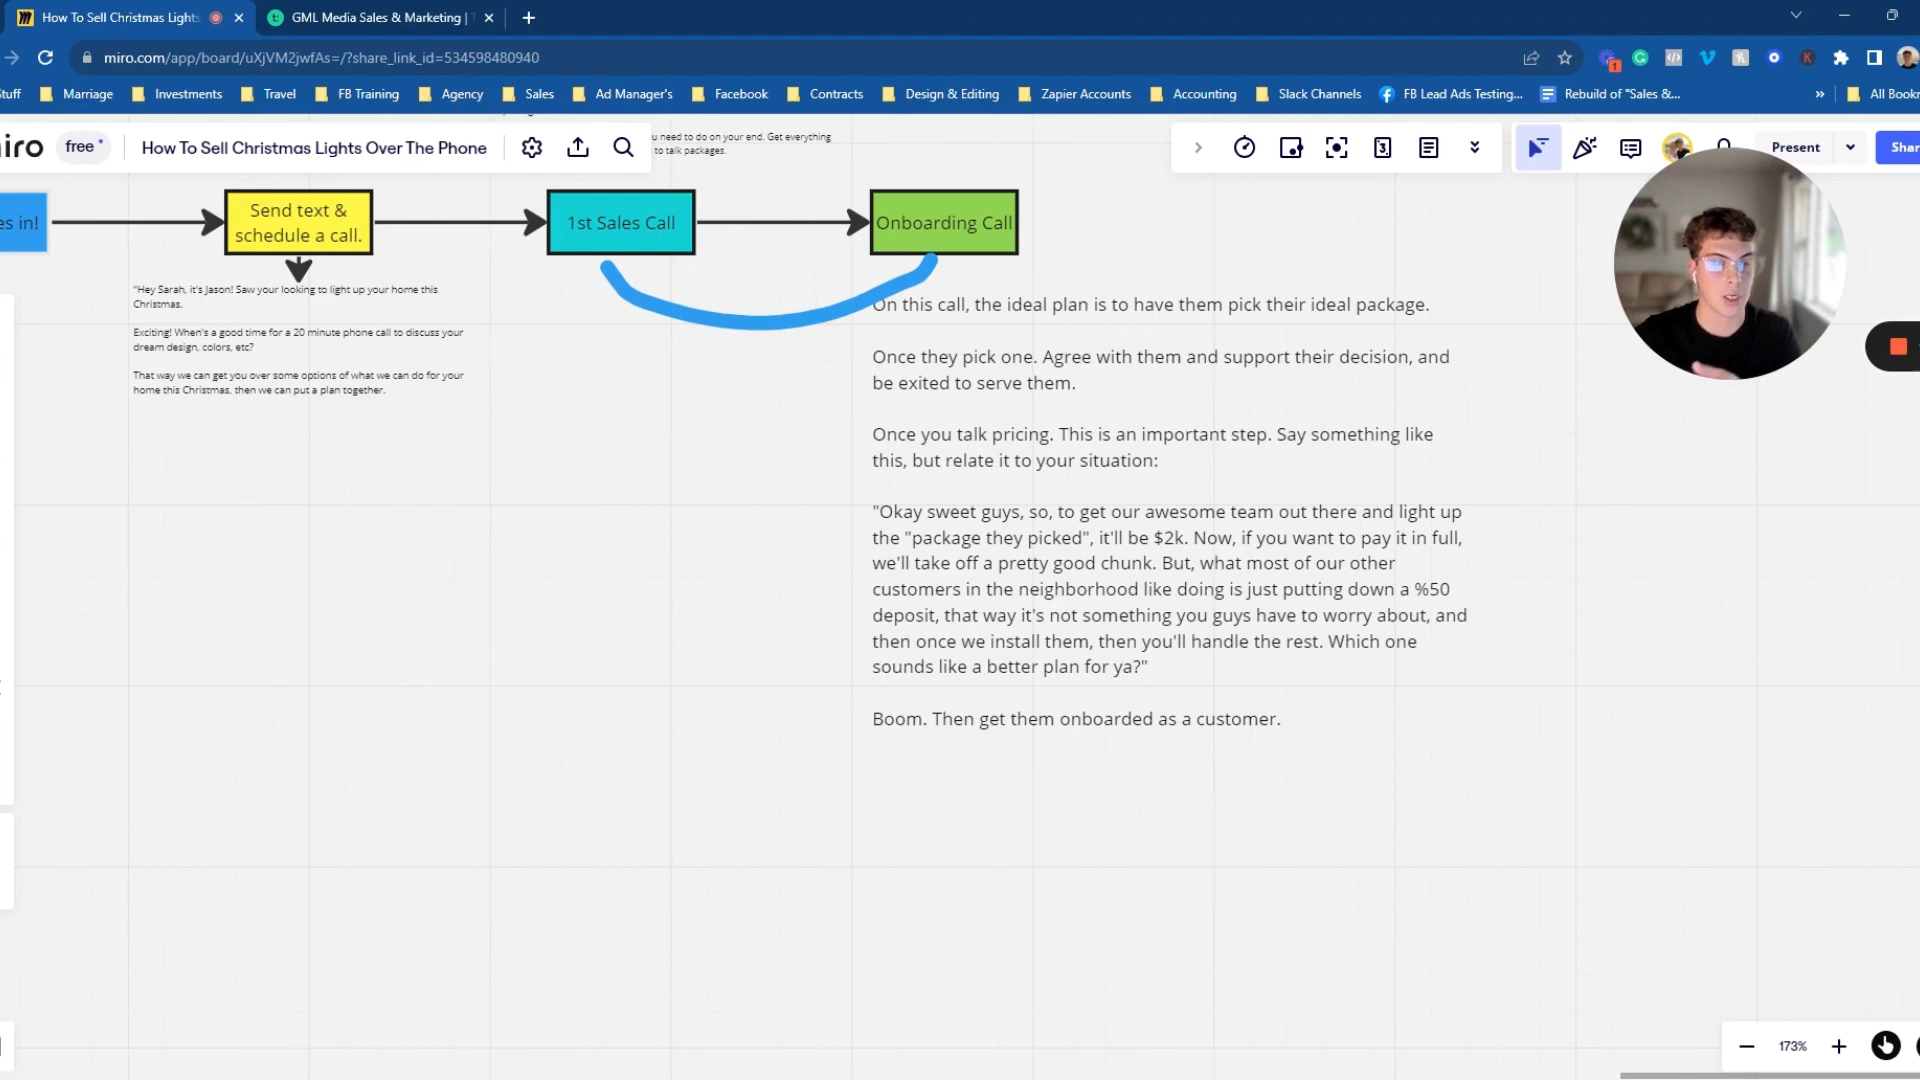 How To Sell Christmas Lights
GML Media Sales & Marketing |
miro.com/app/board/uXjVM2jwfAs=/?share_link_id=534598480940
1
tuff
Marriage
Investments
Travel
FB Training
Agency
Sales
Ad Manager's
Facebook
Contracts
Design & Editing
Zapier Accounts
Accounting
Slack Channels
FB Lead Ads Testing...
Rebuild of "Sales &...
»
All Bookm
miro
free
How To Sell Christmas Lights Over The Phone
u need to do on your end. Get everything
to talk packages.
3
Present
Shar
es in!
Send text &
schedule a call.
1st Sales Call
Onboarding Call
"Hey Sarah, it's Jason! Saw your looking to light up your home this
Christmas.
Exciting! When's a good time for a 20 minute phone call to discuss your
dream design, colors, etc?
That way we can get you over some options of what we can do for your
home this Christmas, then we can put a plan together.
On this call, the ideal plan is to have them pick their ideal package.
Once they pick one. Agree with them and support their decision, and
be exited to serve them.
Once you talk pricing. This is an important step. Say something like
this, but relate it to your situation:
"Okay sweet guys, so, to get our awesome team out there and light up
the "package they picked", it'll be $2k. Now, if you want to pay it in full,
we'll take off a pretty good chunk. But, what most of our other
customers in the neighborhood like doing is just putting down a %50
deposit, that way it's not something you guys have to worry about, and
then once we install them, then you'll handle the rest. Which one
sounds like a better plan for ya?"
Boom. Then get them onboarded as a customer.
173%